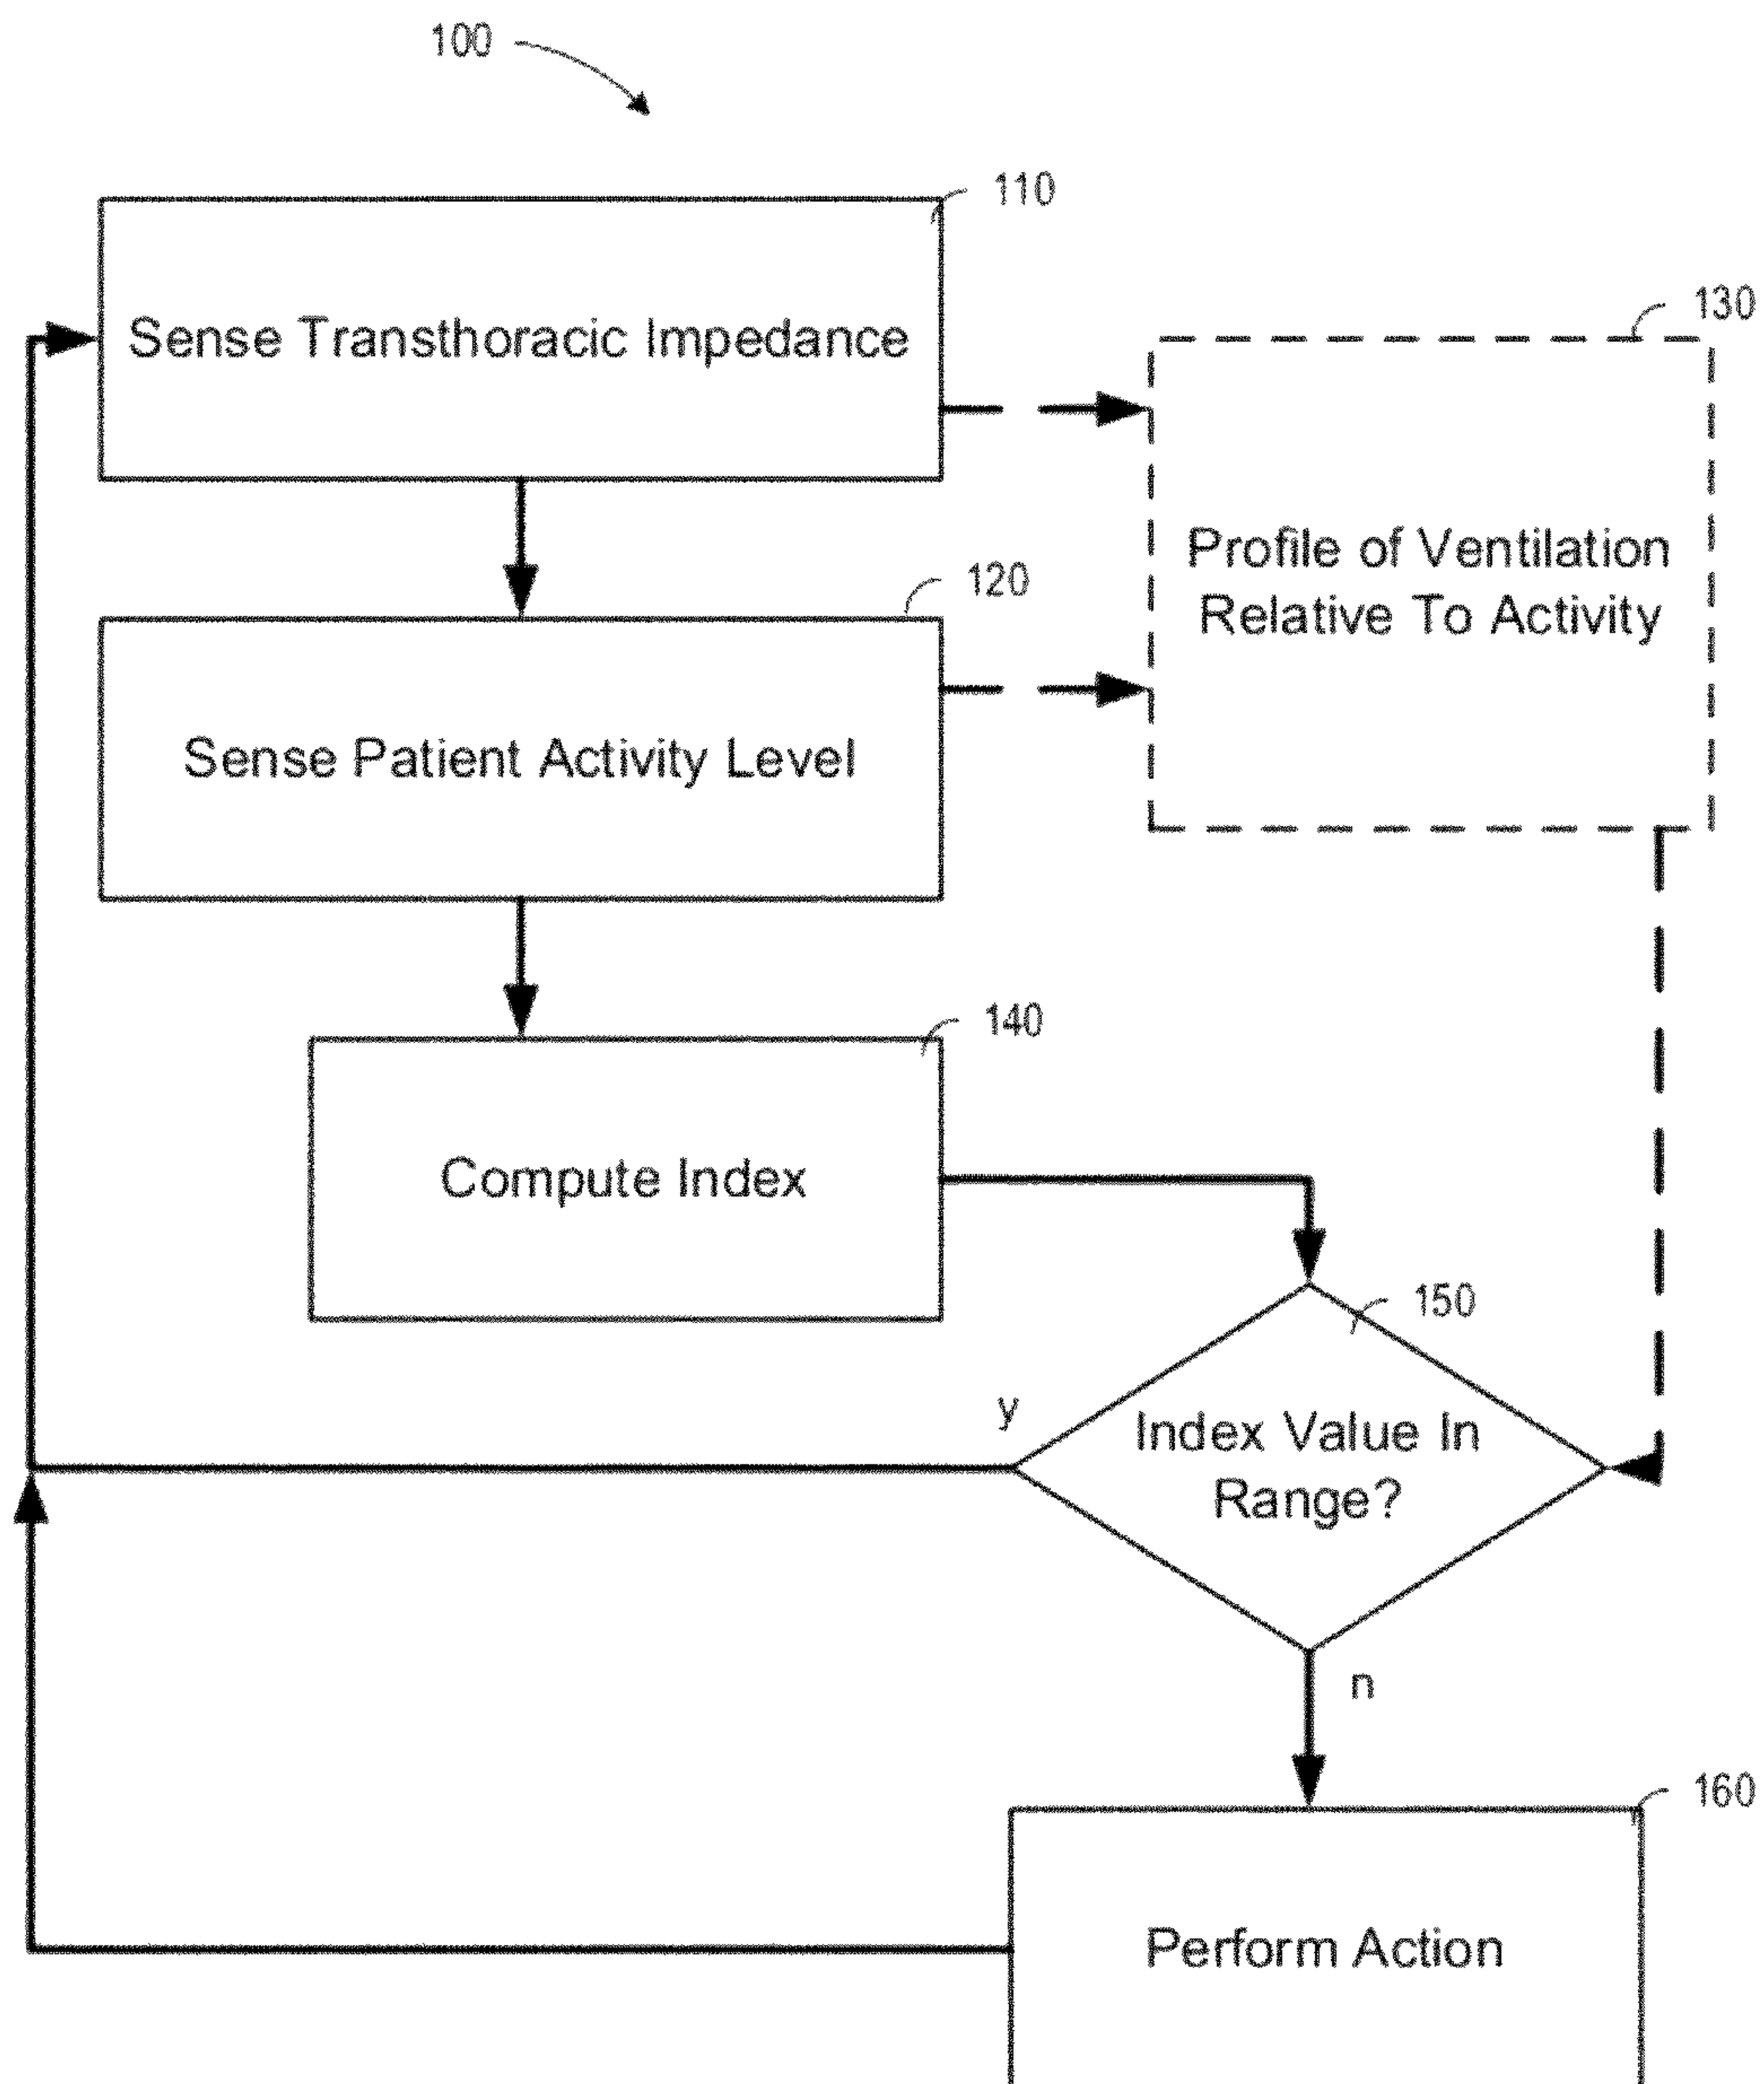 100
110
Sense Transthoracic Impedance
130
Profile of Ventilation
Relative To Activity
120
Sense Patient Activity Level
140
Compute Index
150
y
Index Value In
Range?
n
160
Perform Action